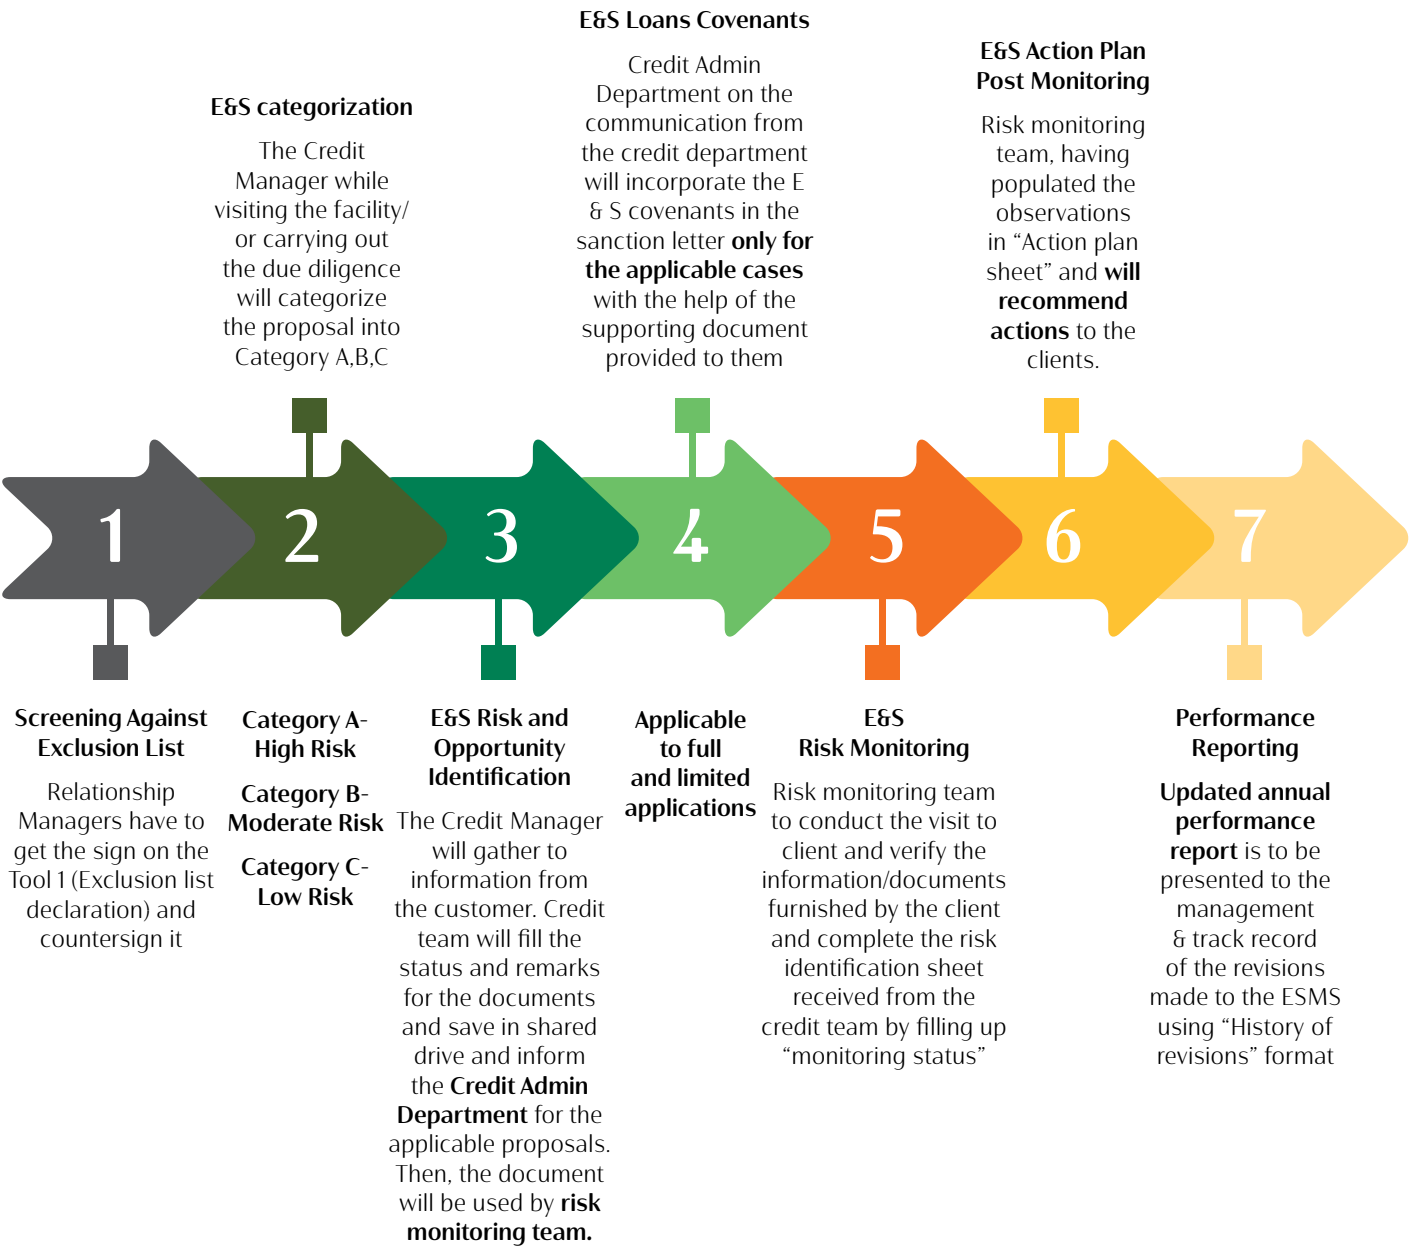 E&S categorization
The Credit
Manager while
visiting the facility/
or carrying out
the due diligence
will categorize
the proposal into
Category A,B,C
E&S Loans Covenants
Credit Admin
Department on the
communication from
the credit department
will incorporate the E
& S covenants in the
sanction letter only for
the applicable cases
with the help of the
supporting document
provided to them
E&S Action Plan
Post Monitoring
Risk monitoring
team, having
populated the
observations
in “Action plan
sheet” and will
recommend
actions to the
clients.
1
2
3
4
5
6
7
Screening Against
Exclusion List
Relationship
Managers have to
get the sign on the
Tool 1 (Exclusion list
declaration) and
countersign it
Category A-
High Risk
Category B-
Moderate Risk
Category C-
Low Risk
E&S Risk and
Opportunity
Identification
The Credit Manager
will gather to
information from
the customer. Credit
team will fill the
status and remarks
for the documents
and save in shared
drive and inform
the Credit Admin
Department for the
applicable proposals.
Then, the document
will be used by risk
monitoring team.
Applicable
to full
and limited
applications
E&S
Risk Monitoring
Risk monitoring team
to conduct the visit to
client and verify the
information/documents
furnished by the client
and complete the risk
identification sheet
received from the
credit team by filling up
“monitoring status”
Performance
Reporting
Updated annual
performance
report is to be
presented to the
management
& track record
of the revisions
made to the ESMS
using “History of
revisions” format